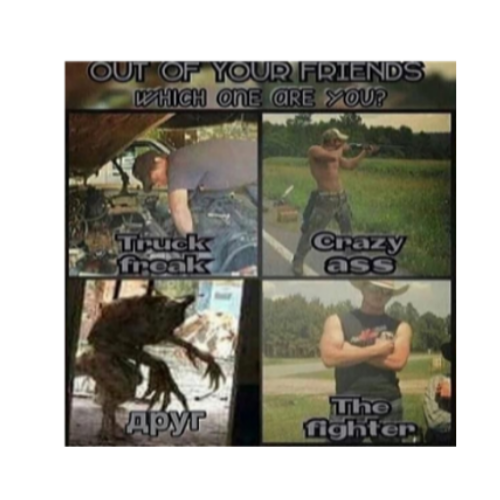 OUT OF YOUR FRIENDS
WHICH ONE ARE YOU?
Truck
freak
Crazy
ass
друг
The
fighter